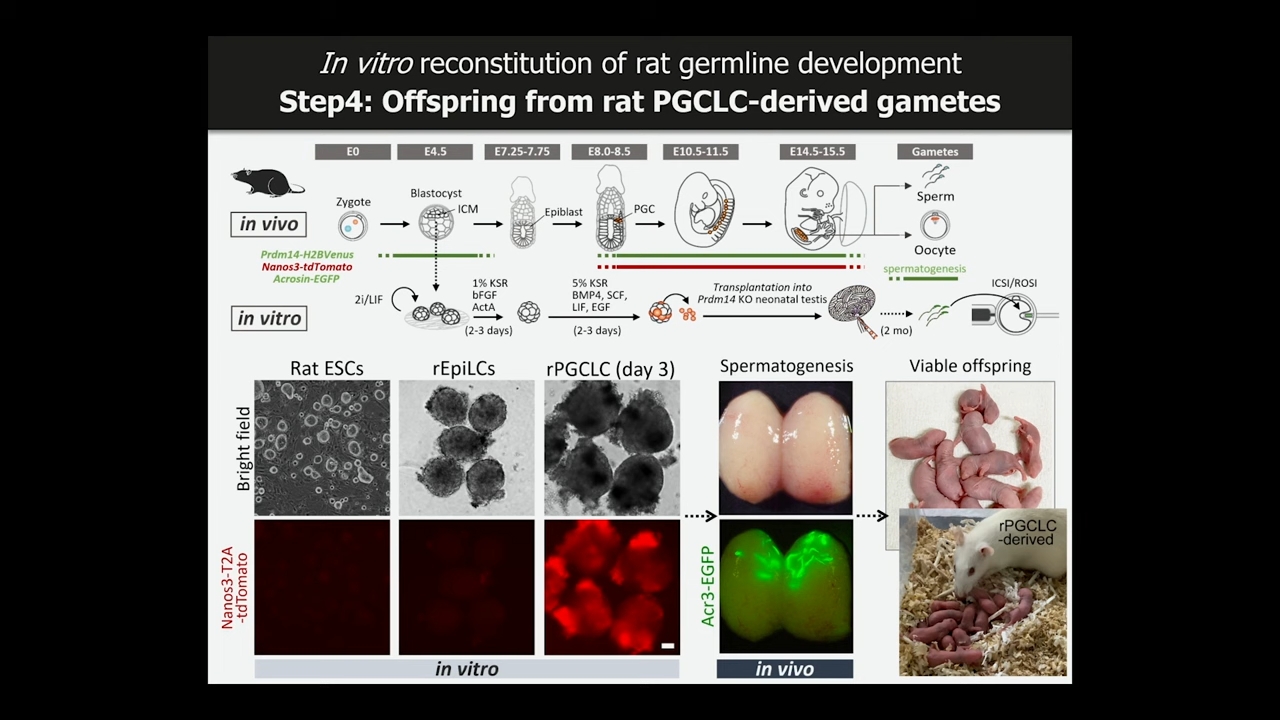 In vitro reconstitution of rat germline development
Step4: Offspring from rat PGCLC-derived gametes
E0
E4.5
E7.25-7.75
E8.0-8.5
E10.5-11.5
E14.5-15.5
Gametes
in vivo
Zygote
Blastocyst
ICM
Epiblast
PGC
Sperm
Oocyte
Prdm14-H2BVenus
Nanos3-tdTomato
Acrosin-EGFP
spermatogenesis
in vitro
2i/LIF
1% KSR
bFGF
ActA
(2-3 days)
5% KSR
BMP4, SCF,
LIF, EGF
(2-3 days)
Transplantation into
Prdm14 KO neonatal testis
(2 mo)
ICSI/ROSI
Rat ESCs
rEpiLCs
rPGCLC (day 3)
Spermatogenesis
Viable offspring
Bright field
Nanos3-T2A
-tdTomato
Acr3-EGFP
rPGCLC
-derived
in vitro
in vivo